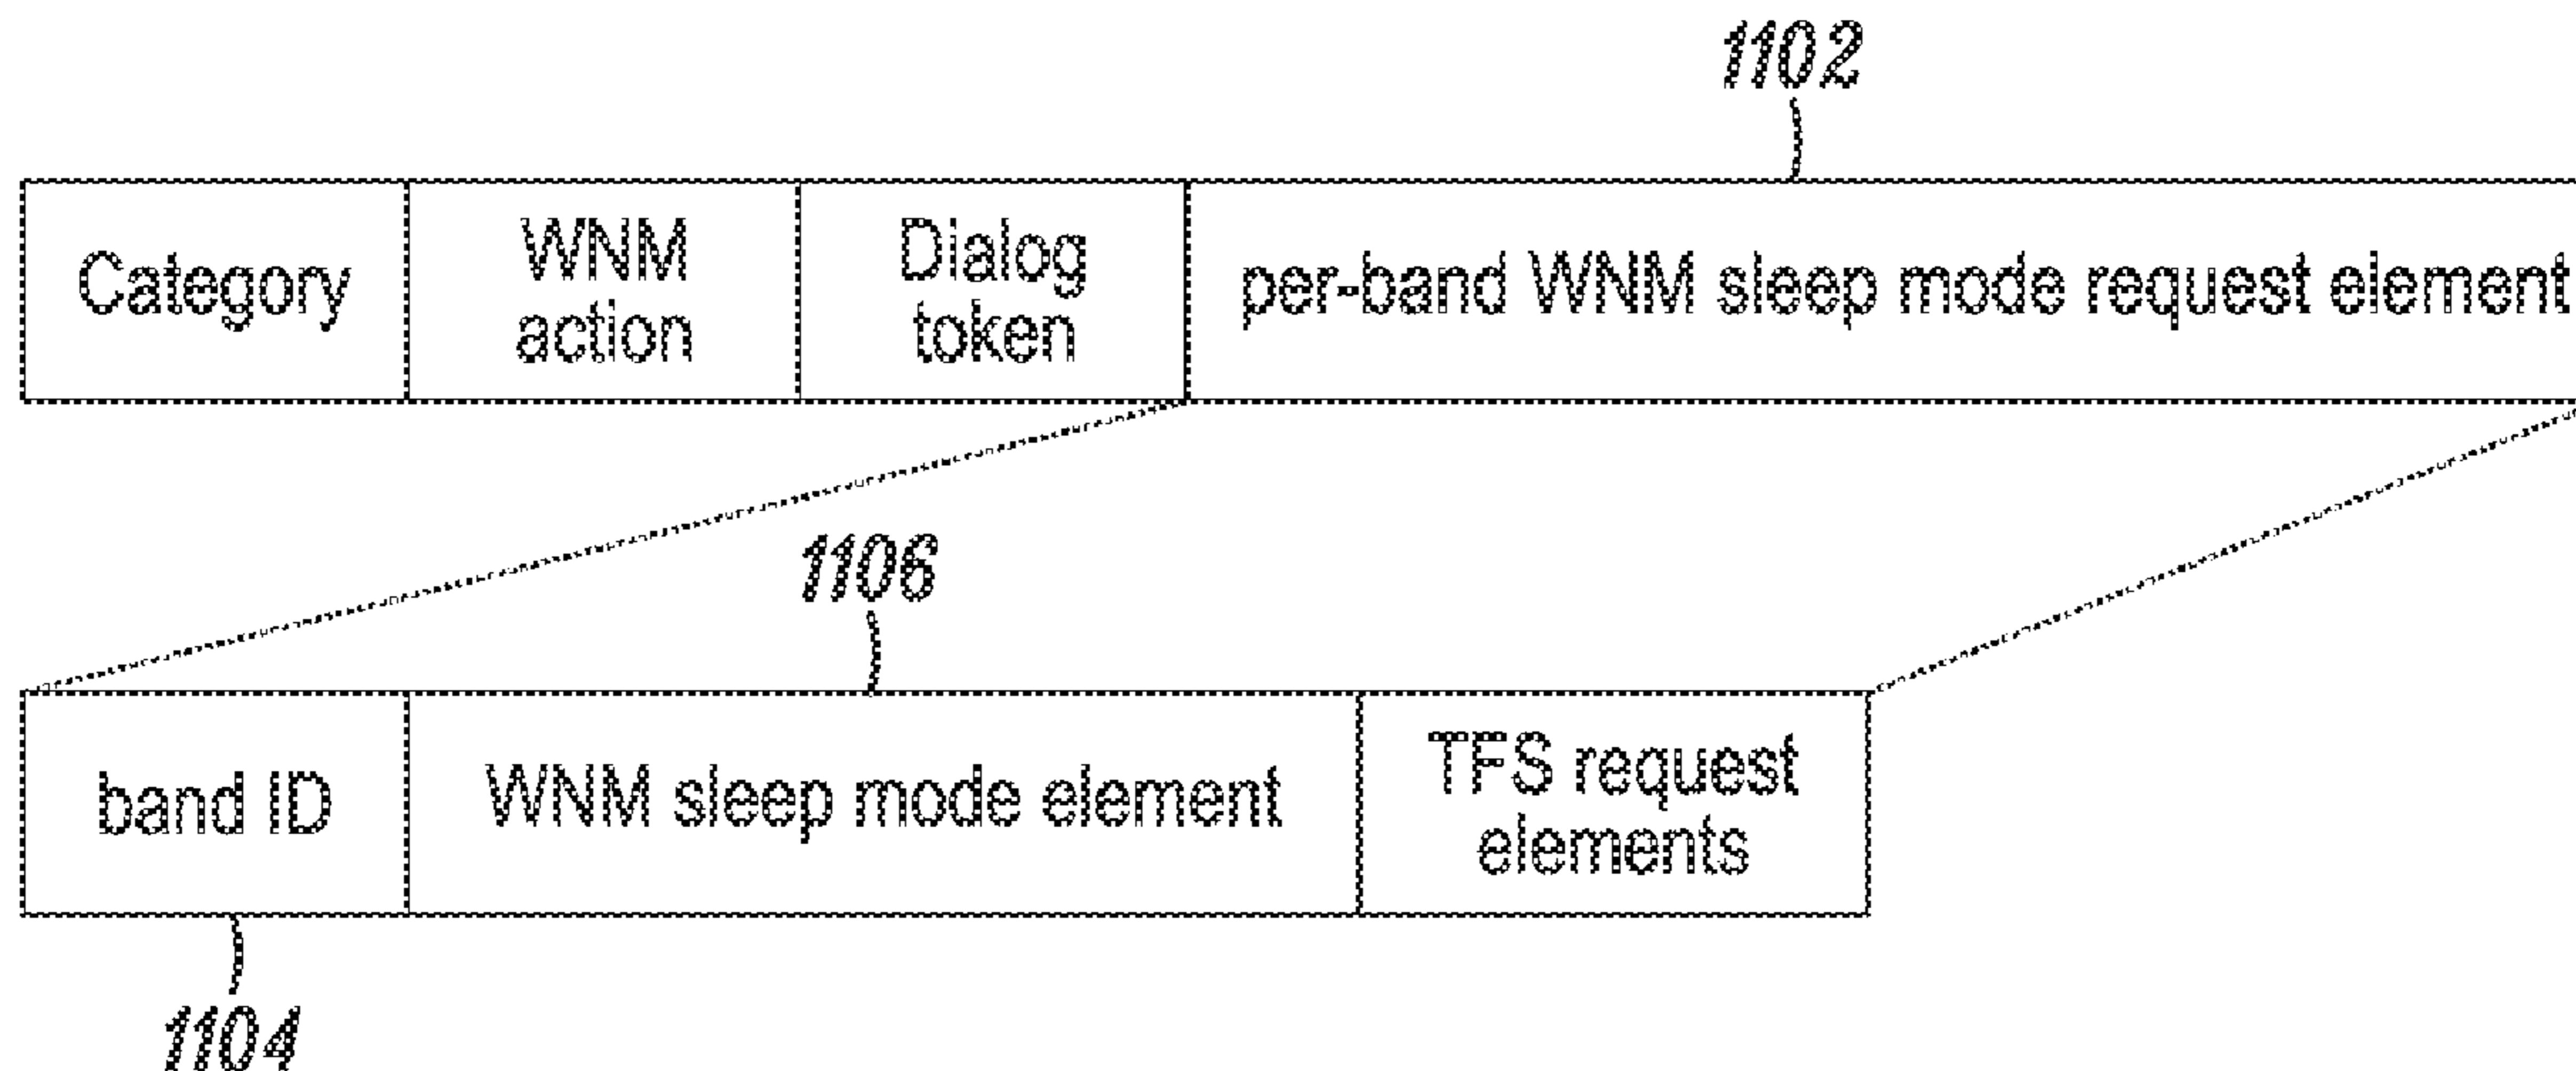 1102
Category
WNM
action
Dialog
token
per-band WNM sleep mode request element
1106
band ID
WNM sleep mode element
TFS request
elements
1104